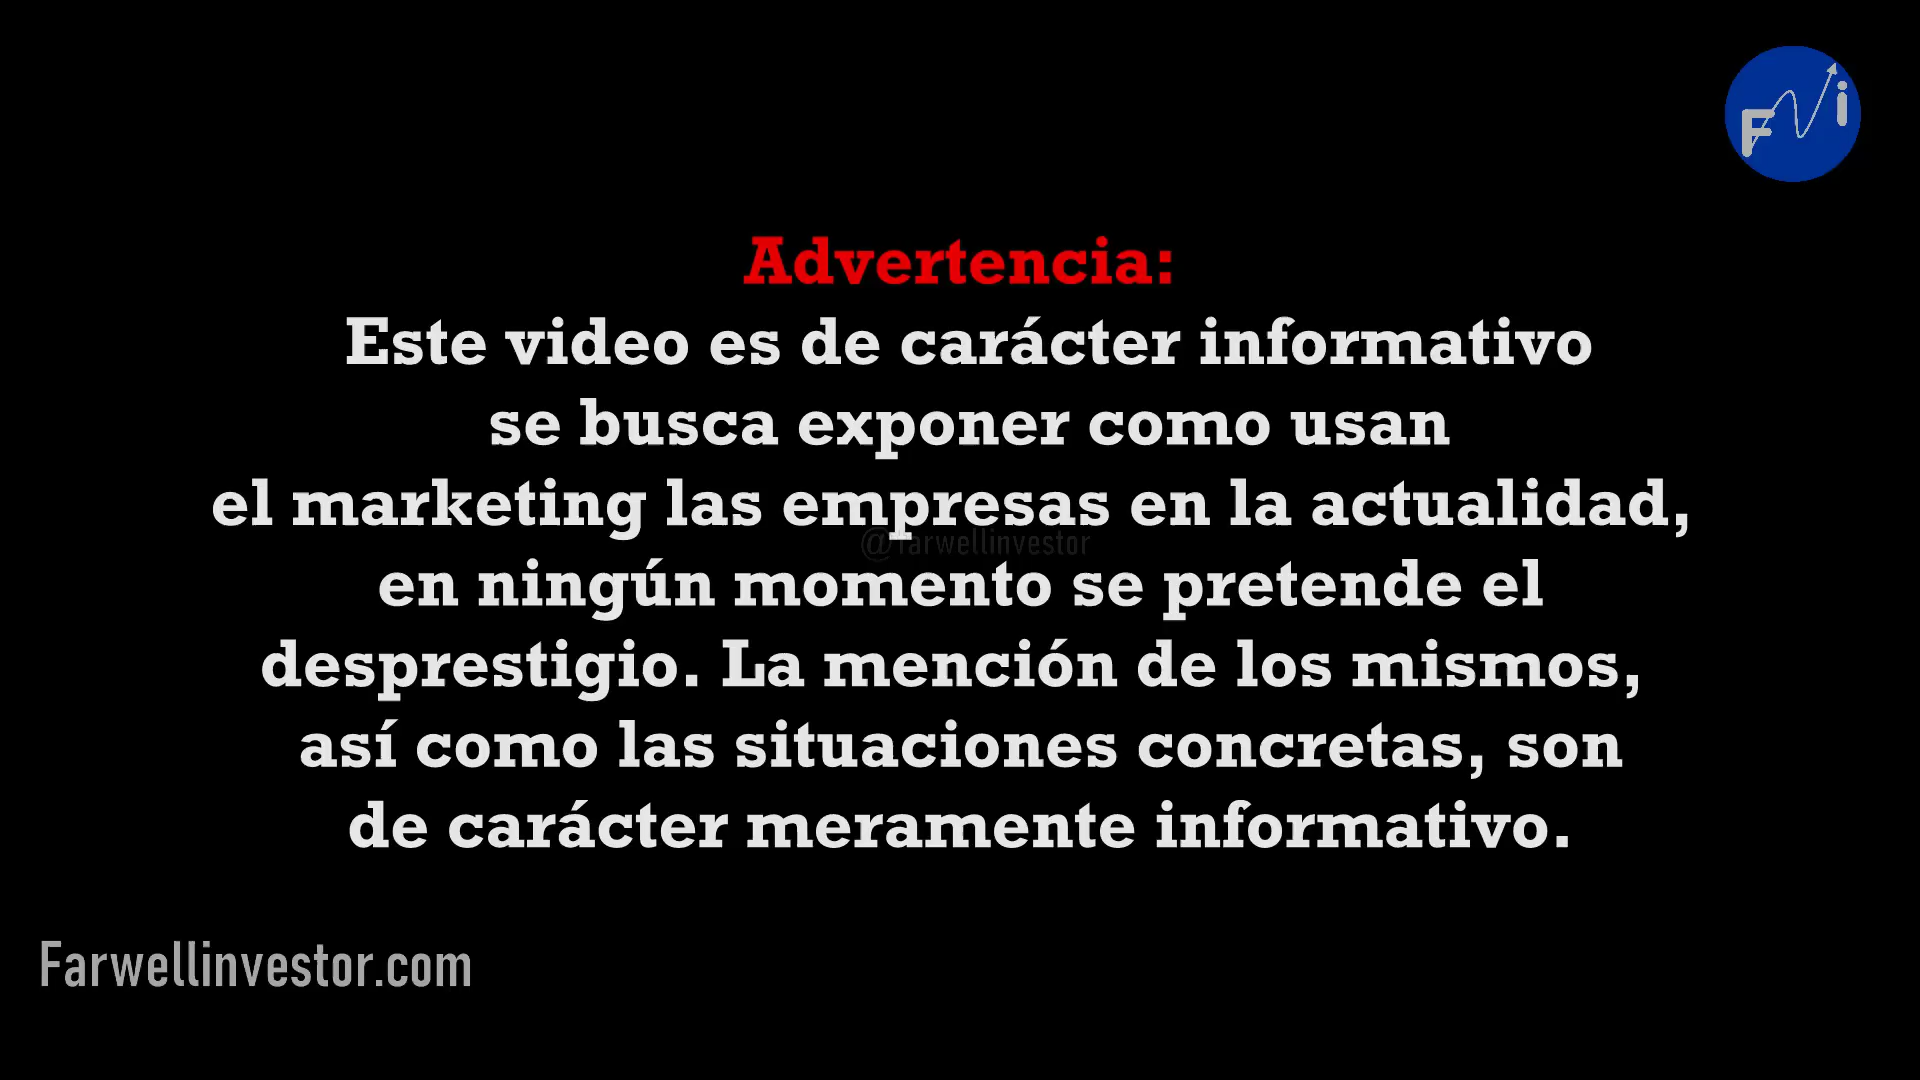 F i
Advertencia:
Este video es de carácter informativo
se busca exponer como usan
el marketing las empresas en la actualidad,
@farwellinvestor
en ningún momento se pretende el
desprestigio. La mención de los mismos,
así como las situaciones concretas, son
de carácter meramente informativo.
Farwellinvestor.com